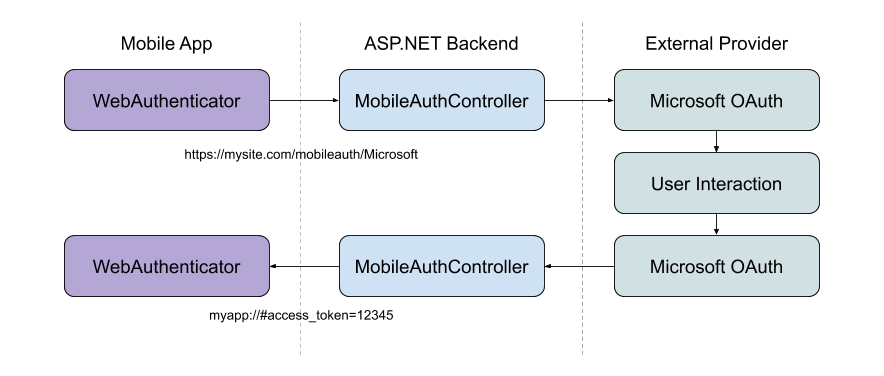 Mobile App
ASP.NET Backend
External Provider
WebAuthenticator
MobileAuthController
Microsoft OAuth
https://mysite.com/mobileauth/Microsoft
User Interaction
WebAuthenticator
MobileAuthController
Microsoft OAuth
myapp://#access_token=12345